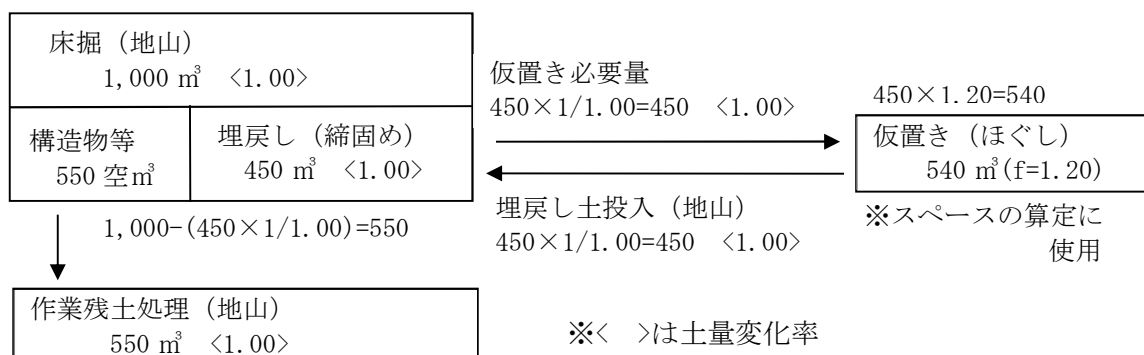 床掘（地山）
1,000 ㎥ <1.00>
構造物等
550 空㎥
埋戻し（締固め）
450 ㎥ <1.00>
仮置き必要量
450×1/1.00=450 <1.00>
450×1.20=540
仮置き（ほぐし）
540 ㎥(f=1.20)
埋戻し土投入（地山）
450×1/1.00=450 <1.00>
※スペースの算定に
使用
1,000-(450×1/1.00)=550
作業残土処理（地山）
550 ㎥ <1.00>
※< >は土量変化率